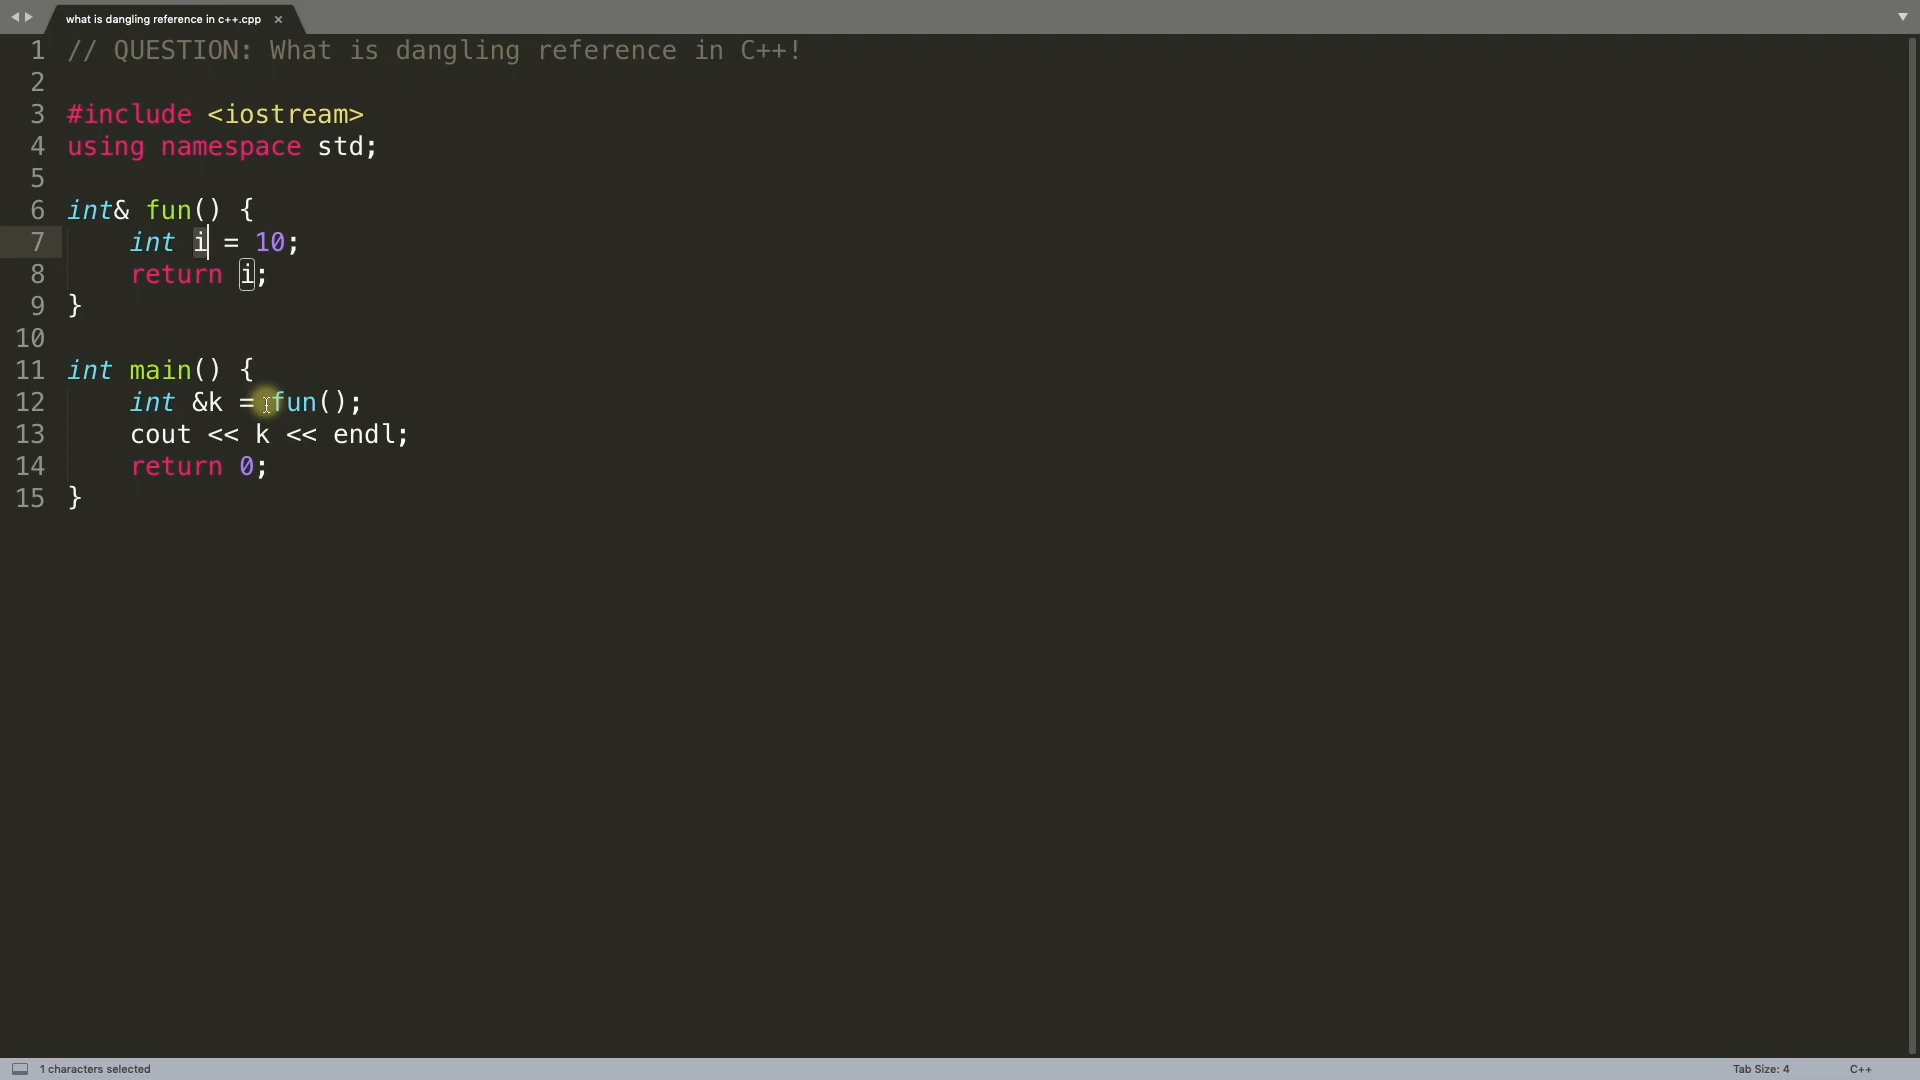 what is dangling reference in c++.cpp ×
1 // QUESTION: What is dangling reference in C++!
2
3 #include <iostream>
4 using namespace std;
5
6 int& fun() {
7     int i = 10;
8     return i;
9 }
10
11 int main() {
12     int &k = fun();
13     cout << k << endl;
14     return 0;
15 }
1 characters selected
Tab Size: 4
C++